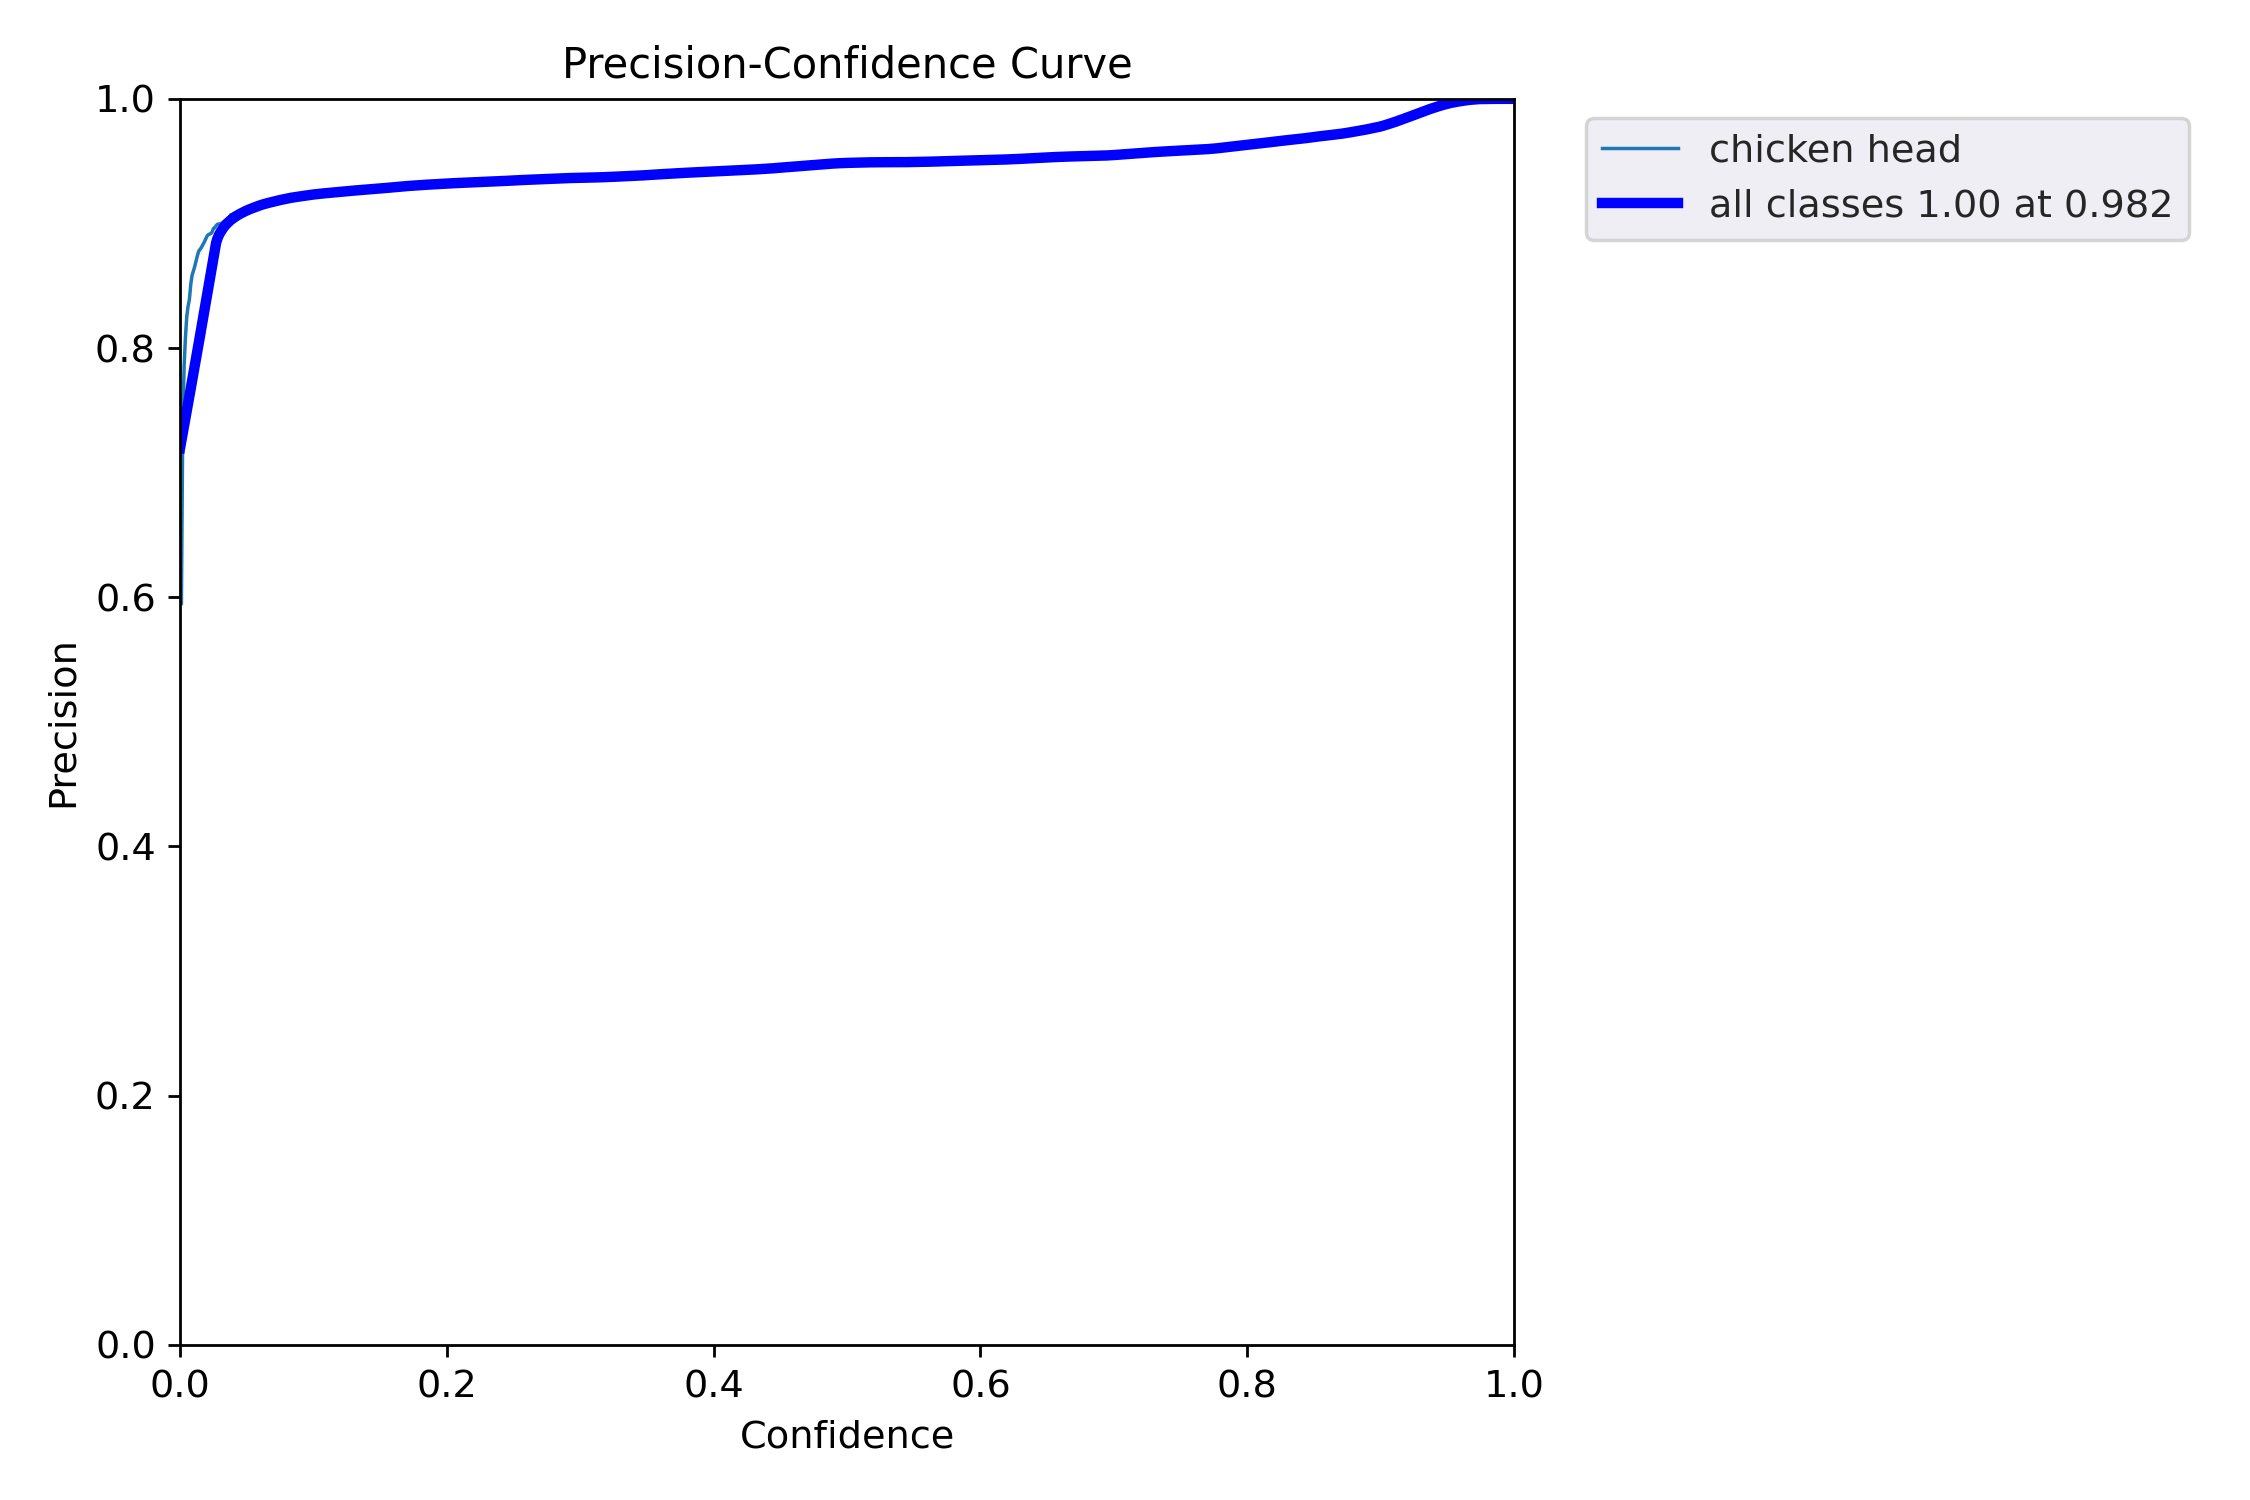 Precision-Confidence Curve
1.0
0.8
0.6
0.4
0.2
0.0
Precision
0.0 0.2 0.4 0.6 0.8 1.0
Confidence
chicken head
all classes 1.00 at 0.982